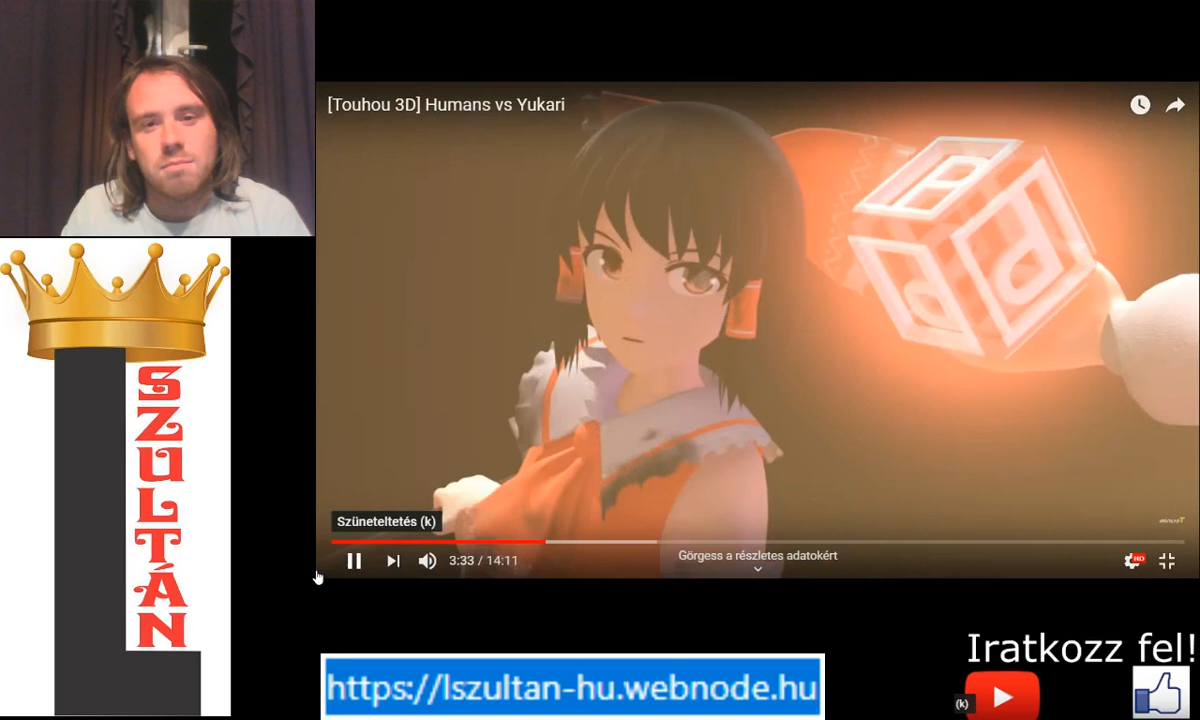 [Touhou 3D] Humans vs Yukari
SZULTÁN
Szüneteltetés (k)
3:33 / 14:11
Görgess a részletes adatokért
HD
https://lszultan-hu.webnode.hu
Iratkozz fel!
(k)